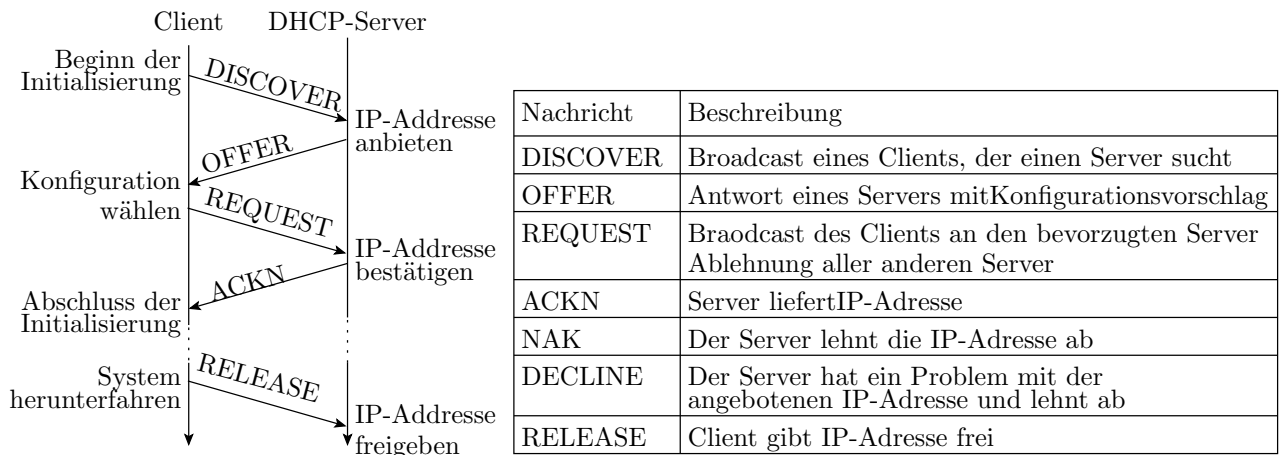 Client
DHCP-Server
Beginn der
Initialisierung
DISCOVER
IP-Addresse
anbieten
OFFER
Konfiguration
wählen
REQUEST
IP-Addresse
bestätigen
ACKN
Abschluss der
Initialisierung
RELEASE
System
herunterfahren
IP-Addresse
freigeben
Nachricht Beschreibung
DISCOVER Broadcast eines Clients, der einen Server sucht
OFFER Antwort eines Servers mitKonfigurationsvorschlag
REQUEST Braodcast des Clients an den bevorzugten Server
Ablehnung aller anderen Server
ACKN Server liefertIP-Adresse
NAK Der Server lehnt die IP-Adresse ab
DECLINE Der Server hat ein Problem mit der
angebotenen IP-Adresse und lehnt ab
RELEASE Client gibt IP-Adresse frei